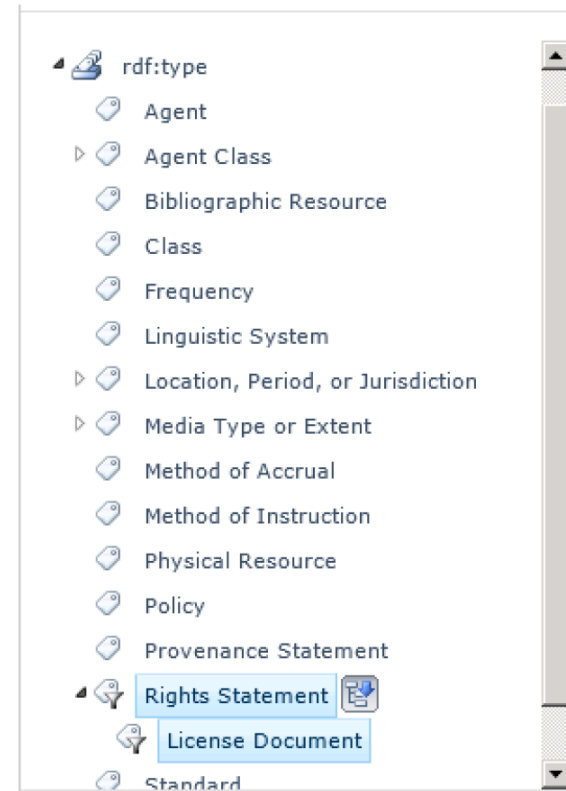 rdf:type
Agent
Agent Class
Bibliographic Resource
Class
Frequency
Linguistic System
Location, Period, or Jurisdiction
Media Type or Extent
Method of Accrual
Method of Instruction
Physical Resource
Policy
Provenance Statement
Rights Statement
License Document
Standard